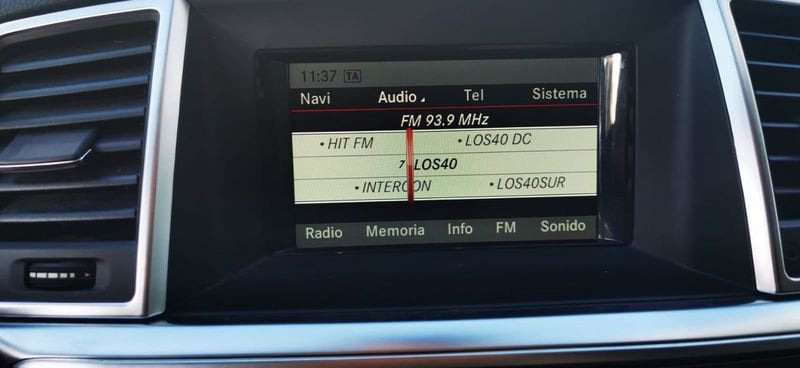 11:37 TA
Navi Audio Tel Sistema
FM 93.9 MHz
• HIT FM • LOS40 DC
7 LOS40
• INTERCON • LOS40SUR
Radio Memoria Info FM Sonido